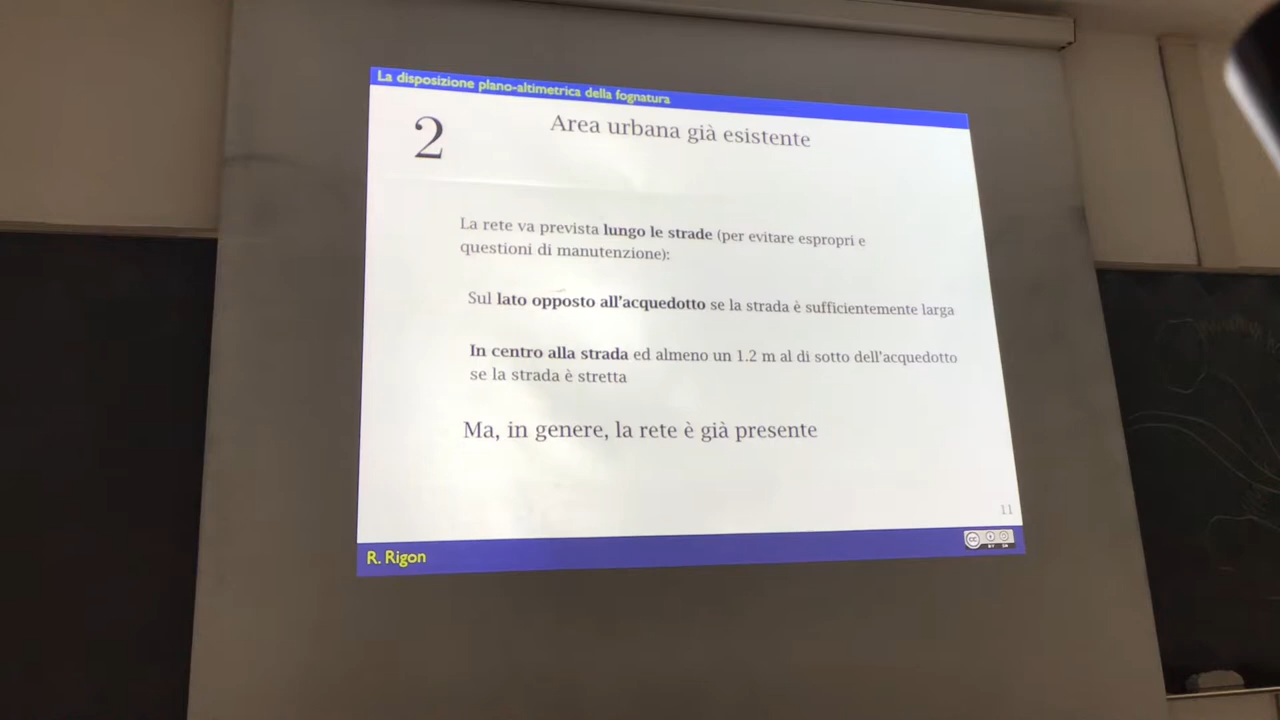 La disposizione plano-altimetrica della fognatura
2
Area urbana già esistente
La rete va prevista lungo le strade (per evitare espropri e
questioni di manutenzione):
Sul lato opposto all'acquedotto se la strada è sufficientemente larga
In centro alla strada ed almeno un 1.2 m al di sotto dell'acquedotto
se la strada è stretta
Ma, in genere, la rete è già presente
11
R. Rigon